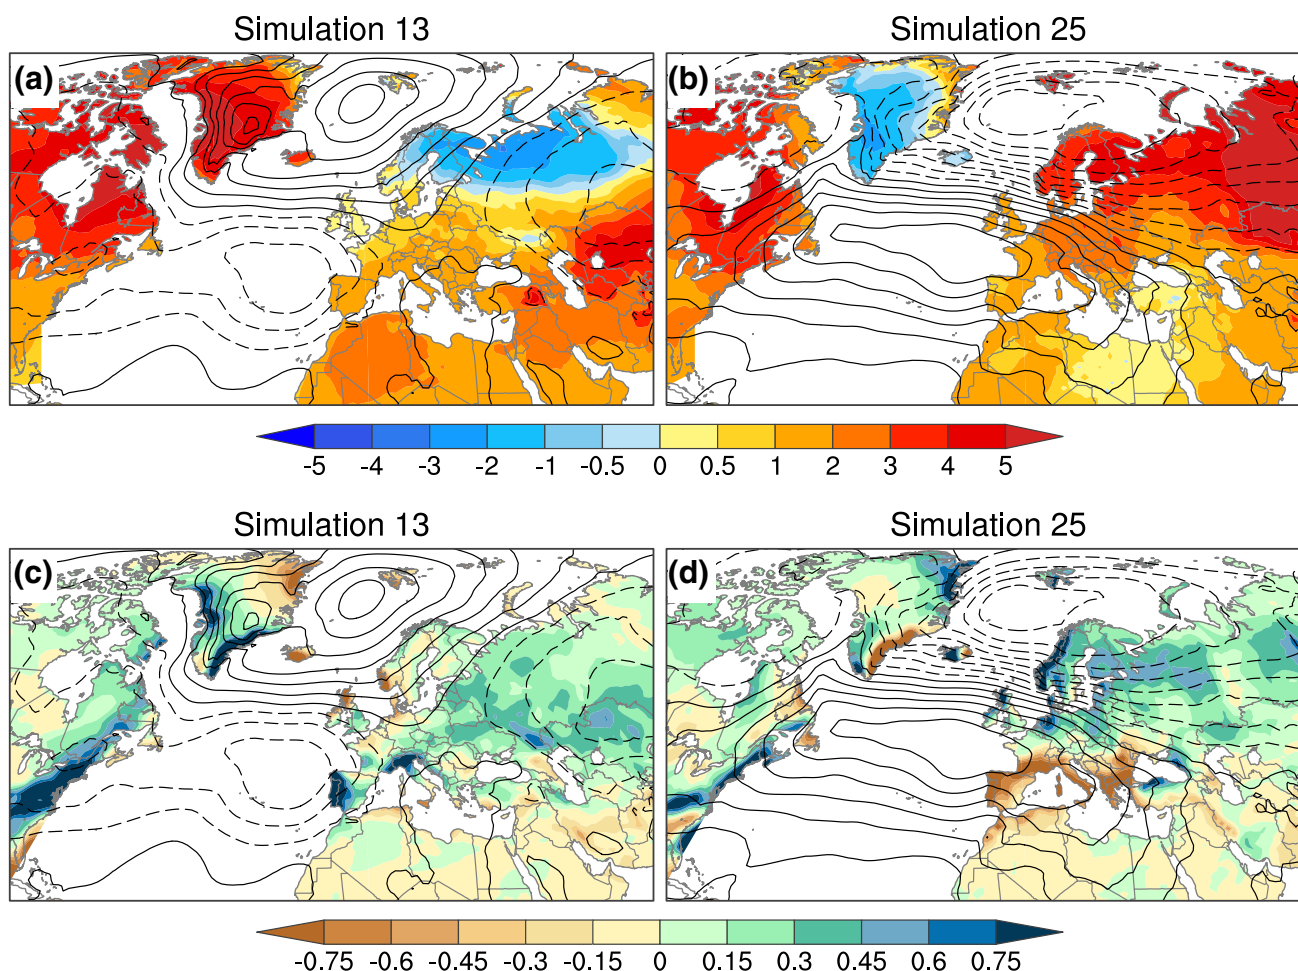 Simulation 13 Simulation 25
(a) (b)
-5 -4 -3 -2 -1 -0.5 0 0.5 1 2 3 4 5
Simulation 13 Simulation 25
(c) (d)
-0.75 -0.6 -0.45 -0.3 -0.15 0 0.15 0.3 0.45 0.6 0.75